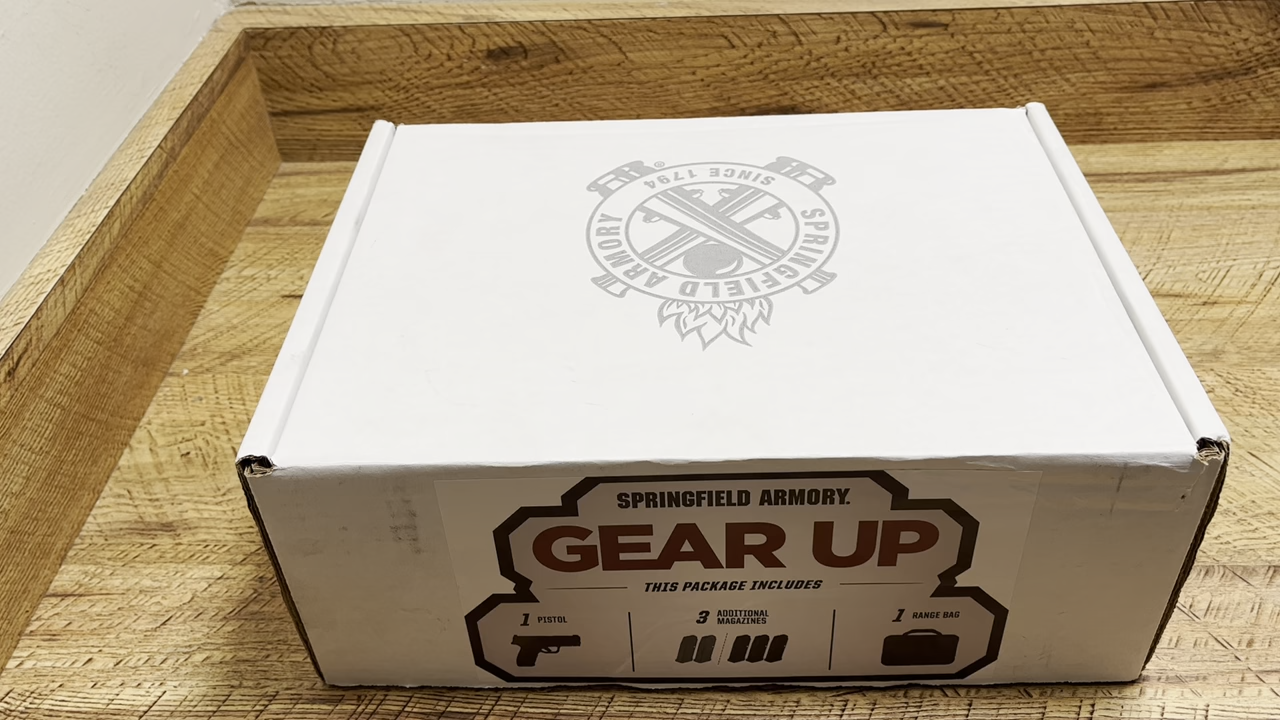 SINCE 1794
®
SPRINGFIELD ARMORY
SPRINGFIELD ARMORY.
GEAR UP
THIS PACKAGE INCLUDES
1 PISTOL
3 ADDITIONAL
MAGAZINES
1 RANGE BAG